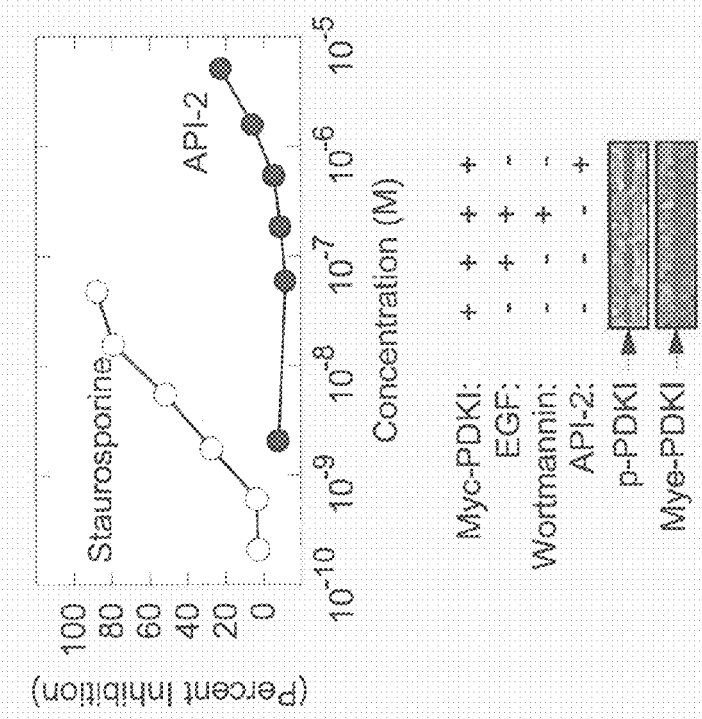 (Percent Inhibition)
100
80
60
40
20
0
Staurosporine
API-2
10-10 10-9 10-8 10-7 10-6 10-5
Concentration (M)
Myc-PDKI: + + + +
EGF: - + + -
Wortmannin: - - + -
API-2: - - - +
p-PDKI
Mye-PDKI